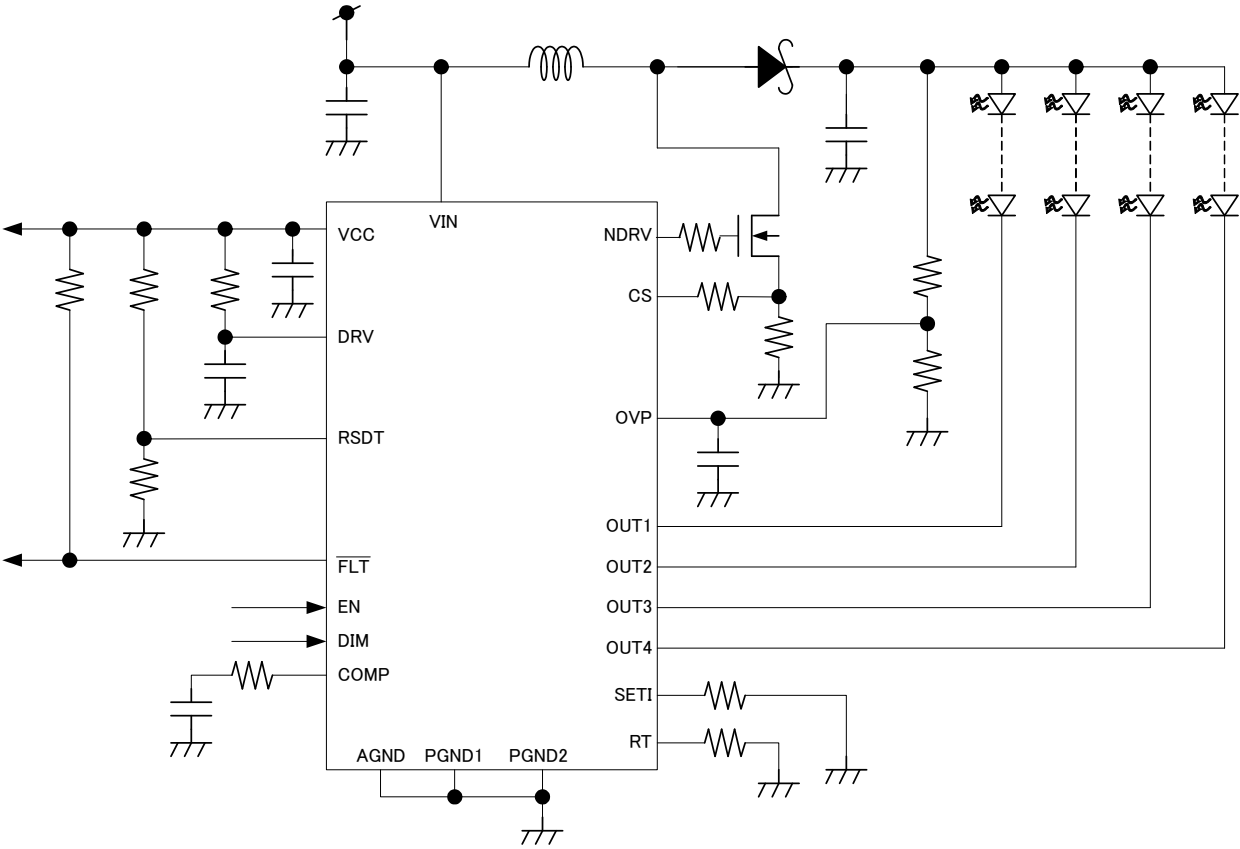 VIN
VCC
NDRV
CS
DRV
OVP
RSDT
OUT1
FLT
OUT2
EN
OUT3
DIM
OUT4
COMP
SETI
RT
AGND
PGND1
PGND2